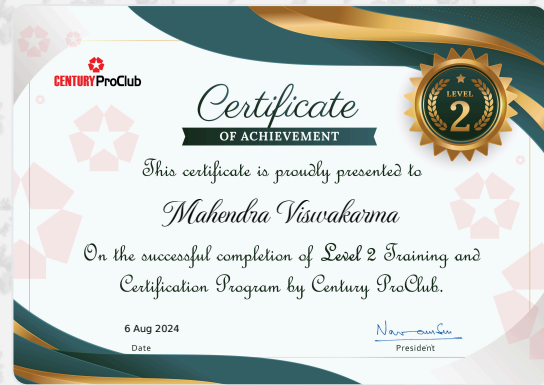 CENTURY ProClub
LEVEL
2
Certificate
OF ACHIEVEMENT
This certificate is proudly presented to
Mahendra Viswakarma
On the successful completion of Level 2 Training and
Certification Program by Century ProClub.
6 Aug 2024
Date
President